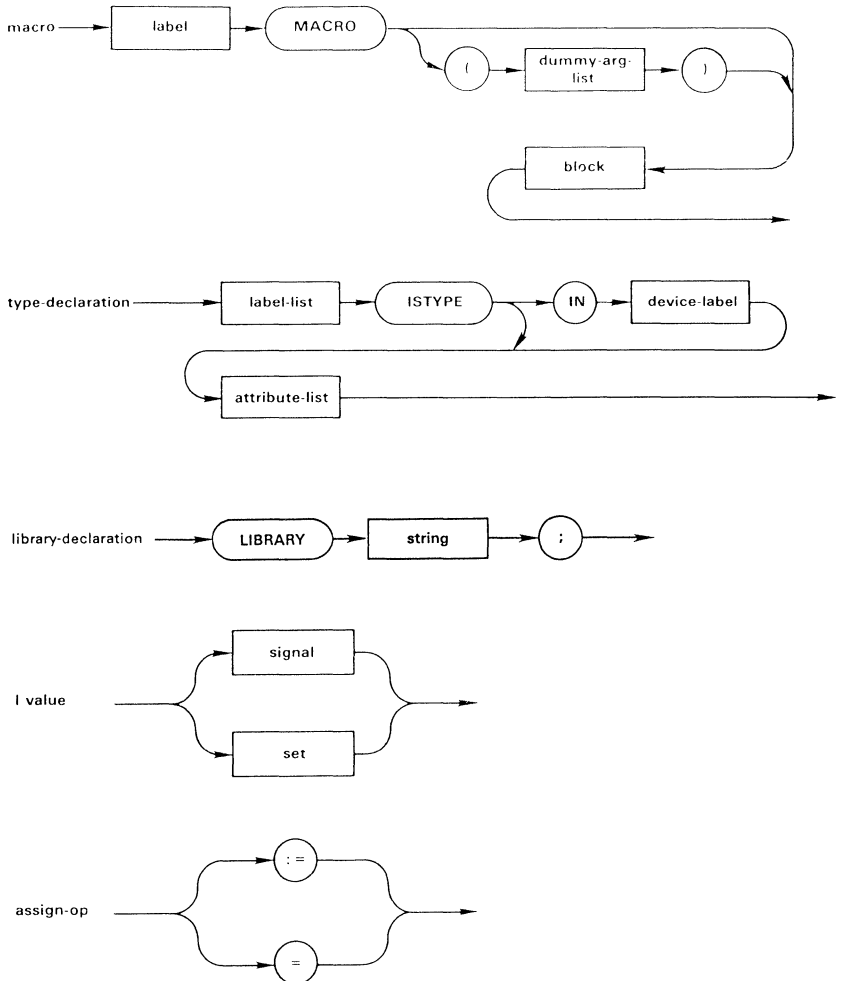 macro label MACRO
( dummy-arg-
list )
block
type-declaration label-list ISTYPE IN device-label
attribute-list
library-declaration LIBRARY string ;
signal
l value
set
:=
assign-op
=